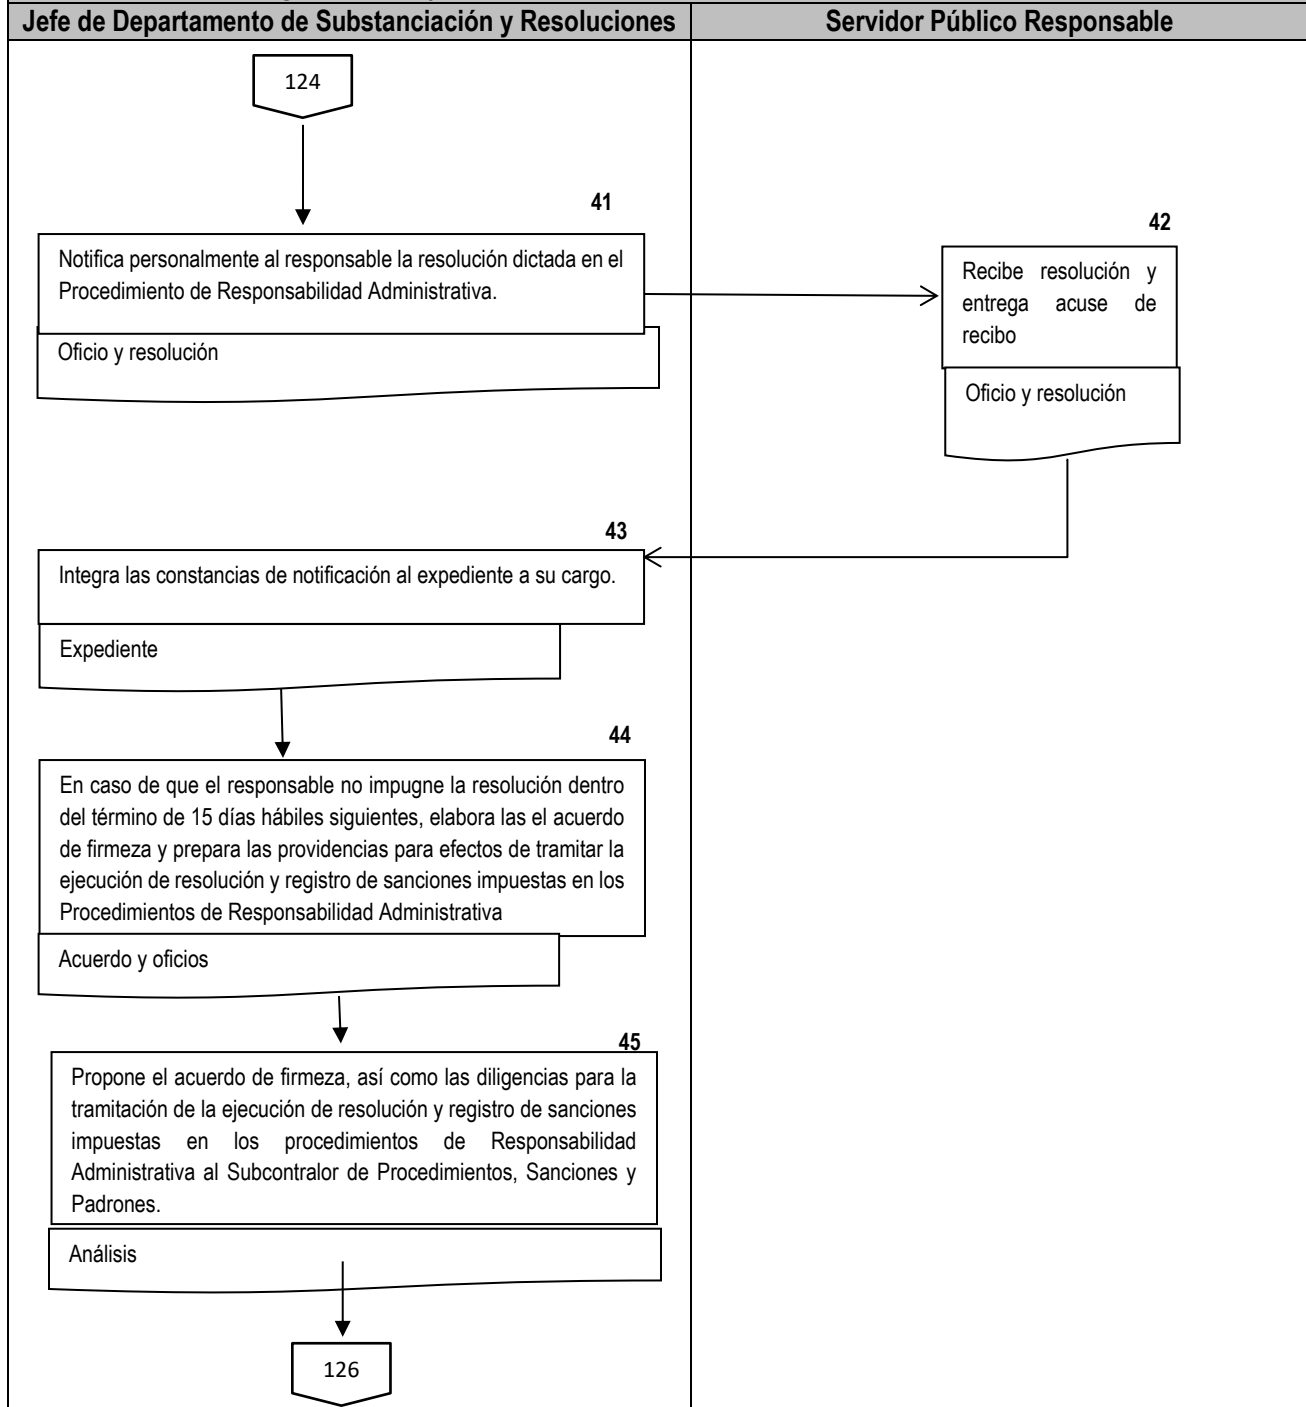 Jefe de Departamento de Substanciación y Resoluciones
Servidor Público Responsable
124
41
Notifica personalmente al responsable la resolución dictada en el
Procedimiento de Responsabilidad Administrativa.
Oficio y resolución
42
Recibe resolución y
entrega acuse de
recibo
Oficio y resolución
43
Integra las constancias de notificación al expediente a su cargo.
Expediente
44
En caso de que el responsable no impugne la resolución dentro
del término de 15 días hábiles siguientes, elabora las el acuerdo
de firmeza y prepara las providencias para efectos de tramitar la
ejecución de resolución y registro de sanciones impuestas en los
Procedimientos de Responsabilidad Administrativa
Acuerdo y oficios
45
Propone el acuerdo de firmeza, así como las diligencias para la
tramitación de la ejecución de resolución y registro de sanciones
impuestas en los procedimientos de Responsabilidad
Administrativa al Subcontralor de Procedimientos, Sanciones y
Padrones.
Análisis
126